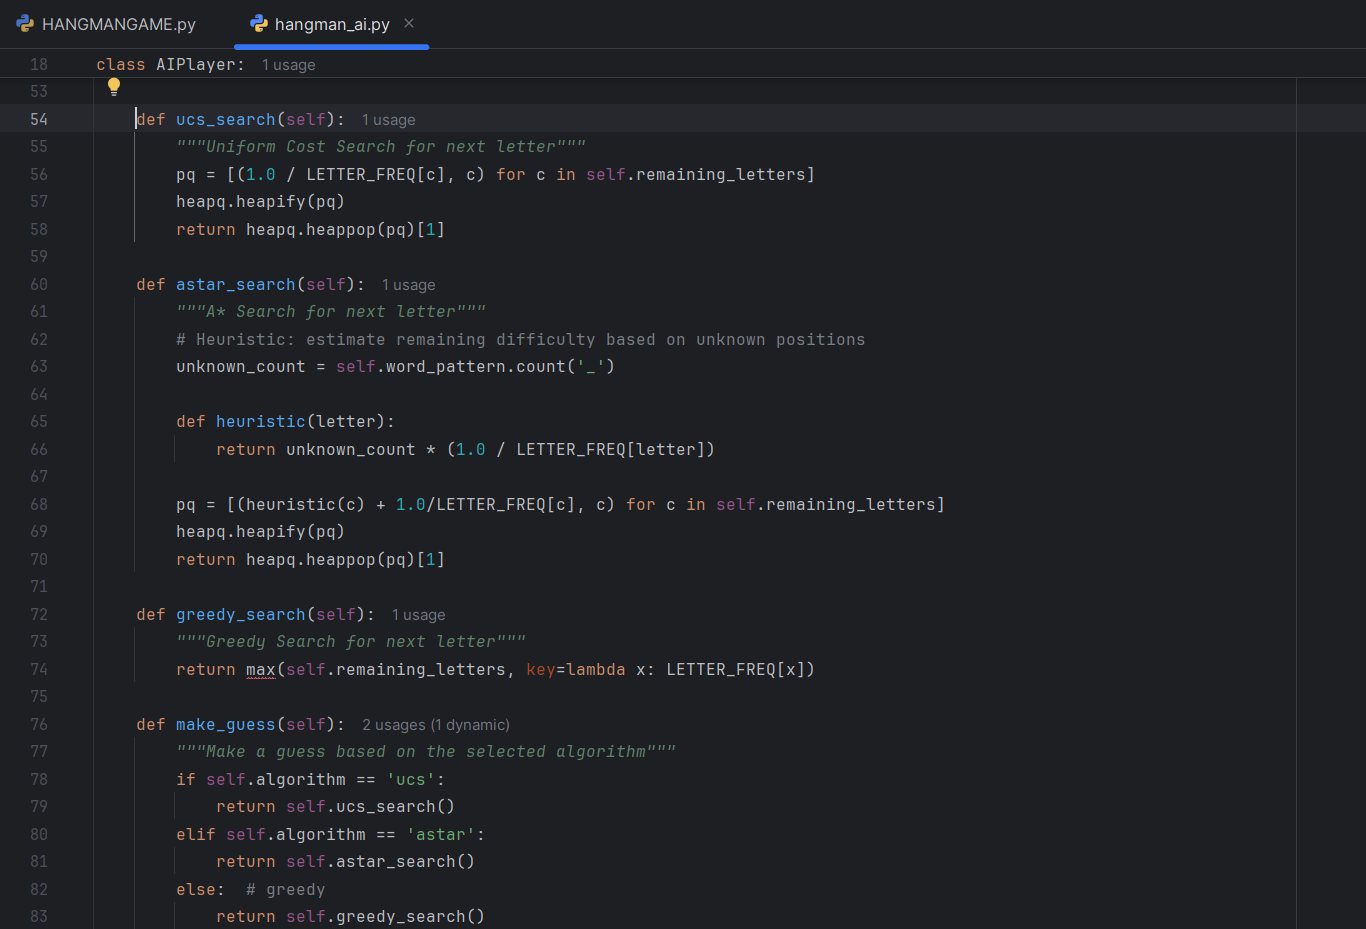 HANGMANGAME.py hangman_ai.py ×
18 class AIPlayer: 1 usage
53
54 def ucs_search(self): 1 usage
55 """Uniform Cost Search for next letter"""
56 pq = [(1.0 / LETTER_FREQ[c], c) for c in self.remaining_letters]
57 heapq.heapify(pq)
58 return heapq.heappop(pq)[1]
59
60 def astar_search(self): 1 usage
61 """A* Search for next letter"""
62 # Heuristic: estimate remaining difficulty based on unknown positions
63 unknown_count = self.word_pattern.count('_')
64
65 def heuristic(letter):
66 return unknown_count * (1.0 / LETTER_FREQ[letter])
67
68 pq = [(heuristic(c) + 1.0/LETTER_FREQ[c], c) for c in self.remaining_letters]
69 heapq.heapify(pq)
70 return heapq.heappop(pq)[1]
71
72 def greedy_search(self): 1 usage
73 """Greedy Search for next letter"""
74 return max(self.remaining_letters, key=lambda x: LETTER_FREQ[x])
75
76 def make_guess(self): 2 usages (1 dynamic)
77 """Make a guess based on the selected algorithm"""
78 if self.algorithm == 'ucs':
79 return self.ucs_search()
80 elif self.algorithm == 'astar':
81 return self.astar_search()
82 else: # greedy
83 return self.greedy_search()